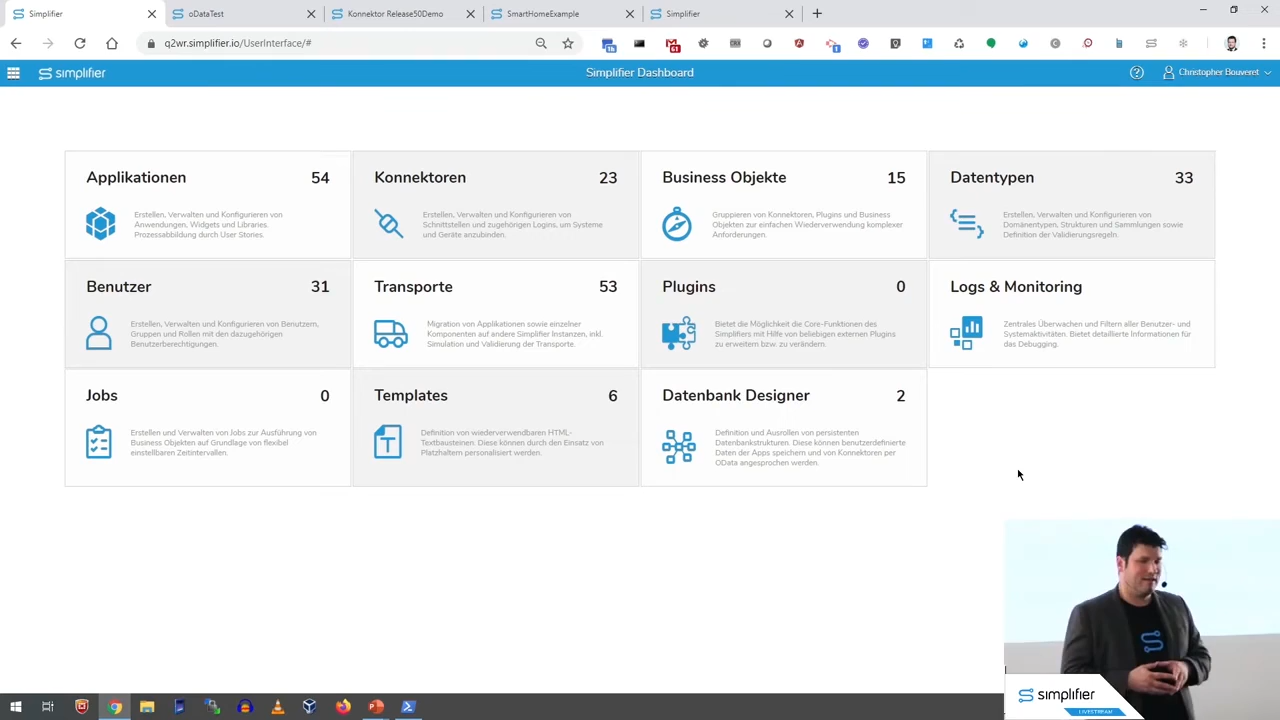 Simplifier
oDataTest
Konnektor Release50Demo
SmartHomeExample
Simplifier
q2wr.simplifier.io/UserInterface/#
1k
61
1
simplifier
Simplifier Dashboard
Christopher Bouveret
Applikationen 54
Erstellen, Verwalten und Konfigurieren von
Anwendungen, Widgets und Libraries.
Prozessabbildung durch User Stories.
Konnektoren 23
Erstellen, Verwalten und Konfigurieren von
Schnittstellen und zugehörigen Logins, um Systeme
und Geräte anzubinden.
Business Objekte 15
Gruppieren von Konnektoren, Plugins und Business
Objekten zur einfachen Wiederverwendung komplexer
Anforderungen.
Datentypen 33
Erstellen, Verwalten und Konfigurieren von
Domänentypen, Strukturen und Sammlungen sowie
Definition der Validierungsregeln.
Benutzer 31
Erstellen, Verwalten und Konfigurieren von Benutzern,
Gruppen und Rollen mit den dazugehörigen
Benutzerberechtigungen.
Transporte 53
Migration von Applikationen sowie einzelner
Komponenten auf andere Simplifier Instanzen, inkl.
Simulation und Validierung der Transporte.
Plugins 0
Bietet die Möglichkeit die Core-Funktionen des
Simplifiers mit Hilfe von beliebigen externen Plugins
zu erweitern bzw. zu verändern.
Logs & Monitoring
Zentrales Überwachen und Filtern aller Benutzer- und
Systemaktivitäten. Bietet detaillierte Informationen für
das Debugging.
Jobs 0
Erstellen und Verwalten von Jobs zur Ausführung von
Business Objekten auf Grundlage von flexibel
einstellbaren Zeitintervallen.
Templates 6
Definition von wiederverwendbaren HTML-
Textbausteinen. Diese können durch den Einsatz von
Platzhaltern personalisiert werden.
Datenbank Designer 2
Definition und Ausrollen von persistenten
Datenbankstrukturen. Diese können benutzerdefinierte
Daten der Apps speichern und von Konnektoren per
OData angesprochen werden.
simplifier
LIVESTREAM